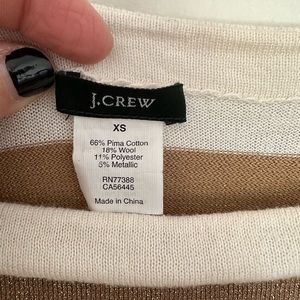 J.CREW
XS
66% Pima Cotton
18% Wool
11% Polyester
5% Metallic
RN77388
CA56445
Made in China